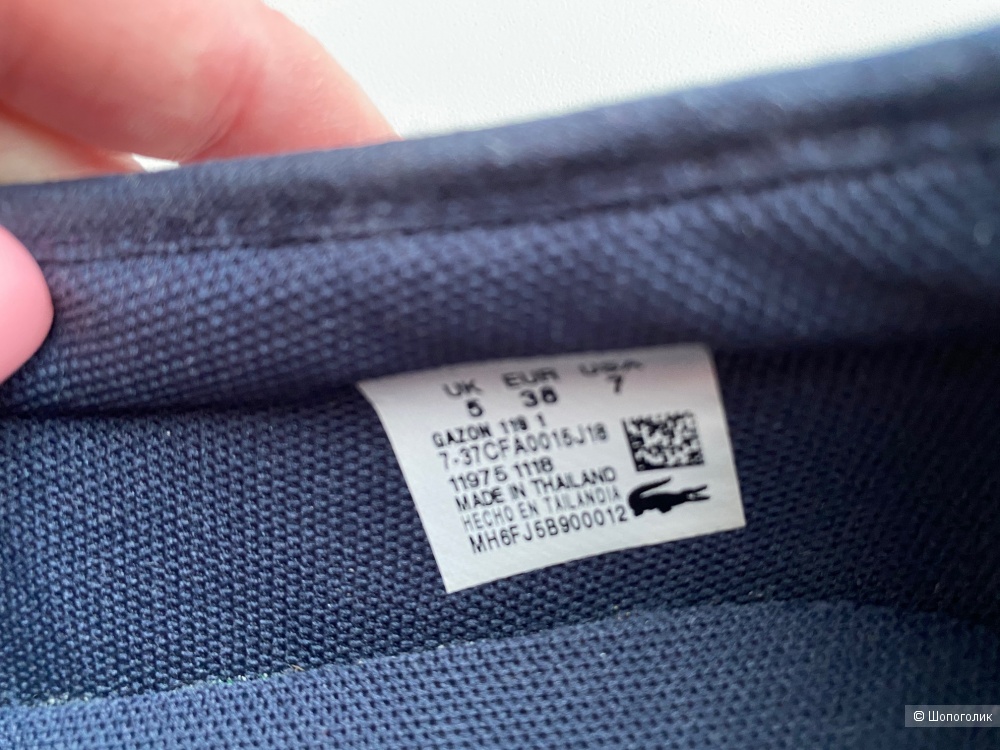 UK EUR USA
5 38 7
GAZON 119 1
7-37CFA0015J18
11975 1118
MADE IN THAILAND
HECHO EN TAILANDIA
MH6FJ5B900012
© Шопоголик